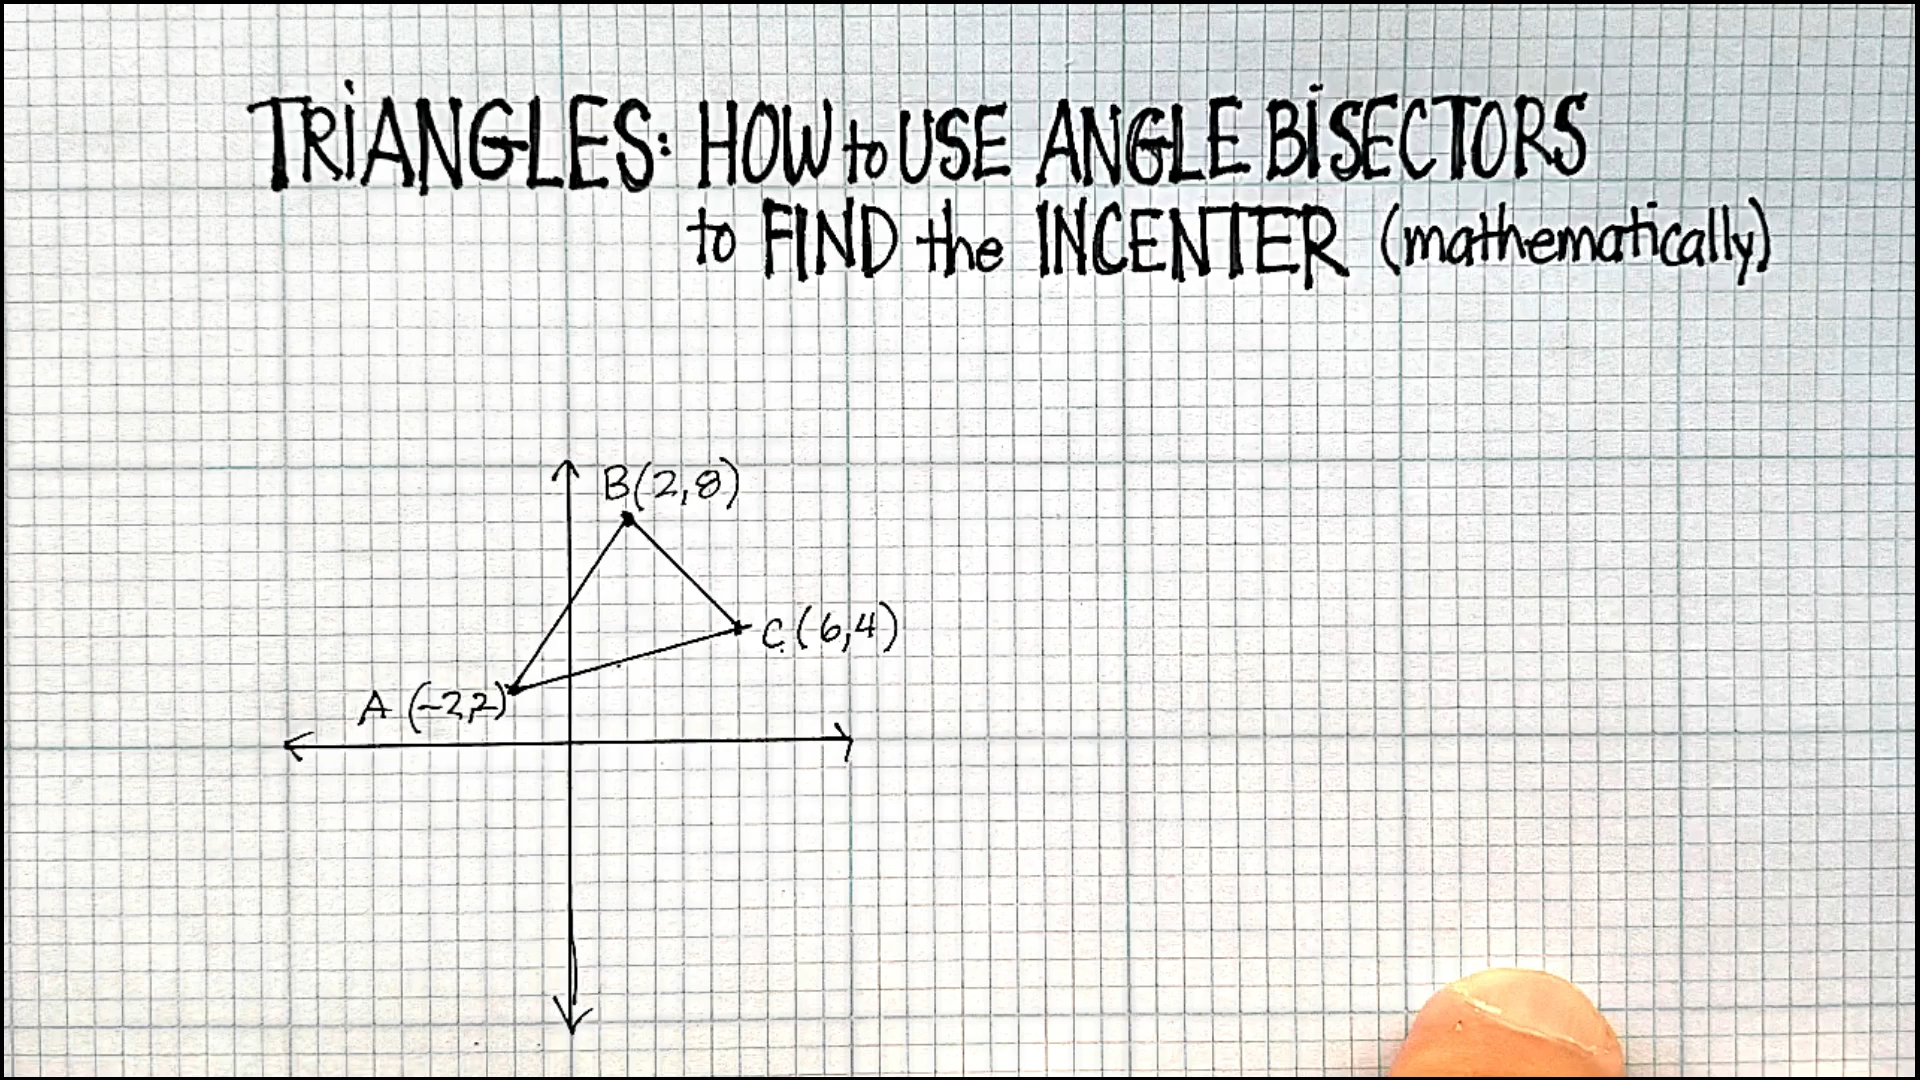 TRiANGLES: HOW to USE ANGLE BiSECTORS
to FIND the INCENTER (mathematically)
B(2,8)
C (6,4)
A (-2,2)